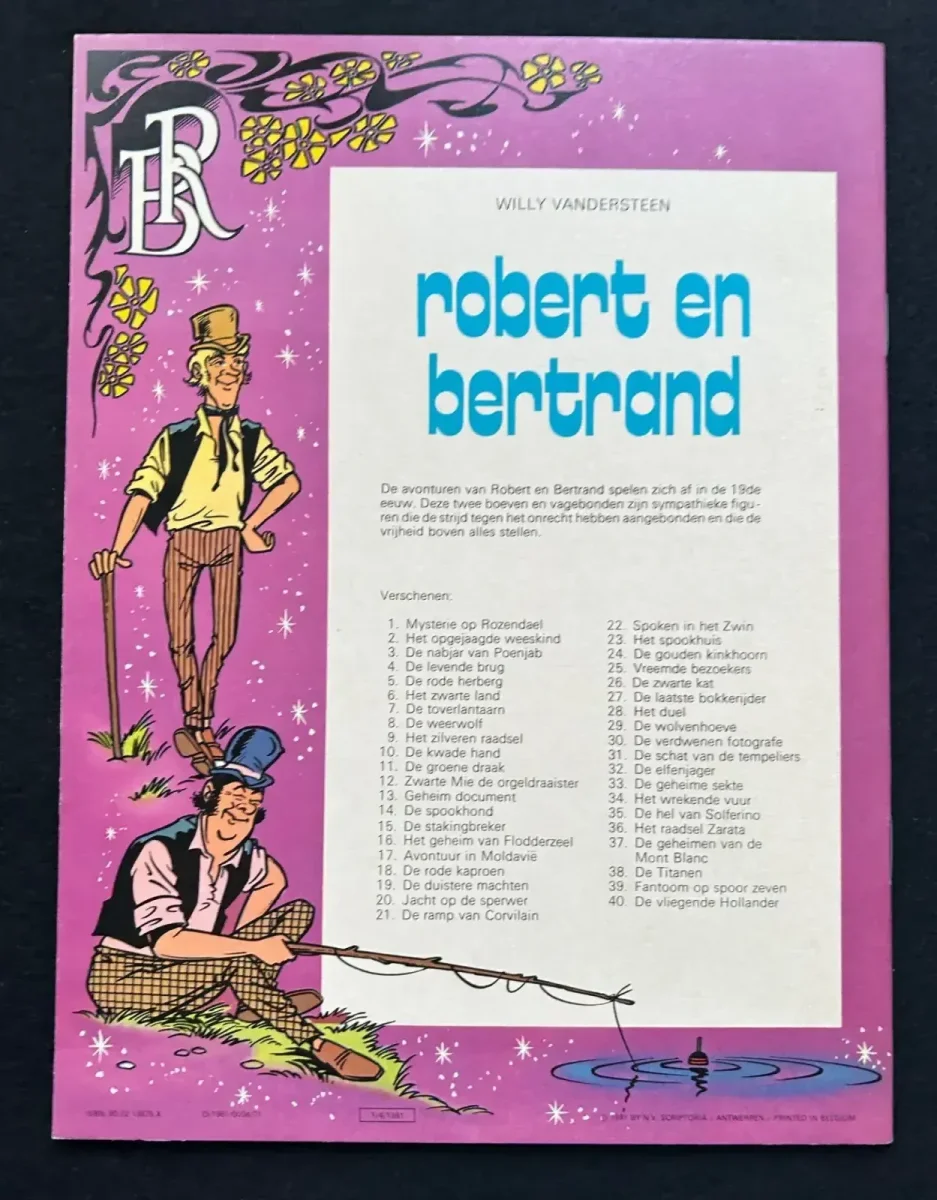 BR
WILLY VANDERSTEEN
robert en
bertrand
De avonturen van Robert en Bertrand spelen zich af in de 19de
eeuw. Deze twee boeven en vagebonden zijn sympathieke figu-
ren die de strijd tegen het onrecht hebben aangebonden en die de
vrijheid boven alles stellen.
Verschenen:
1. Mysterie op Rozendael
2. Het opgejaagde weeskind
3. De nabjar van Poenjab
4. De levende brug
5. De rode herberg
6. Het zwarte land
7. De toverlantaarn
8. De weerwolf
9. Het zilveren raadsel
10. De kwade hand
11. De groene draak
12. Zwarte Mie de orgeldraaister
13. Geheim document
14. De spookhond
15. De stakingbreker
16. Het geheim van Flodderzeel
17. Avontuur in Moldavië
18. De rode kaproen
19. De duistere machten
20. Jacht op de sperwer
21. De ramp van Corvilain
22. Spoken in het Zwin
23. Het spookhuis
24. De gouden kinkhoorn
25. Vreemde bezoekers
26. De zwarte kat
27. De laatste bokkerijder
28. Het duel
29. De wolvenhoeve
30. De verdwenen fotografe
31. De schat van de tempeliers
32. De elfenjager
33. De geheime sekte
34. Het wrekende vuur
35. De hel van Solferino
36. Het raadsel Zarata
37. De geheimen van de
Mont Blanc
38. De Titanen
39. Fantoom op spoor zeven
40. De vliegende Hollander
BY N.V. SCRIPTORIA - ANTWERPEN - PRINTED IN BELGIUM